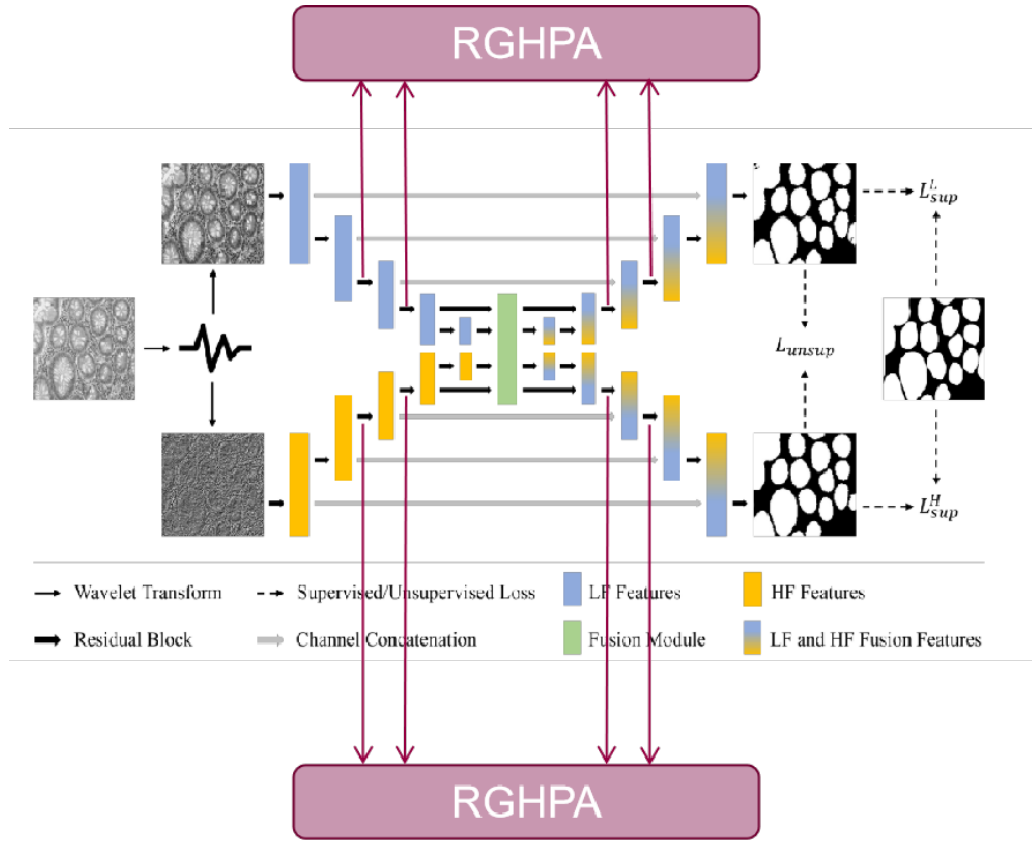 RGHPA
L^L_sup
L_unsup
L^H_sup
Wavelet Transform
Supervised/Unsupervised Loss
LF Features
HF Features
Residual Block
Channel Concatenation
Fusion Module
LF and HF Fusion Features
RGHPA